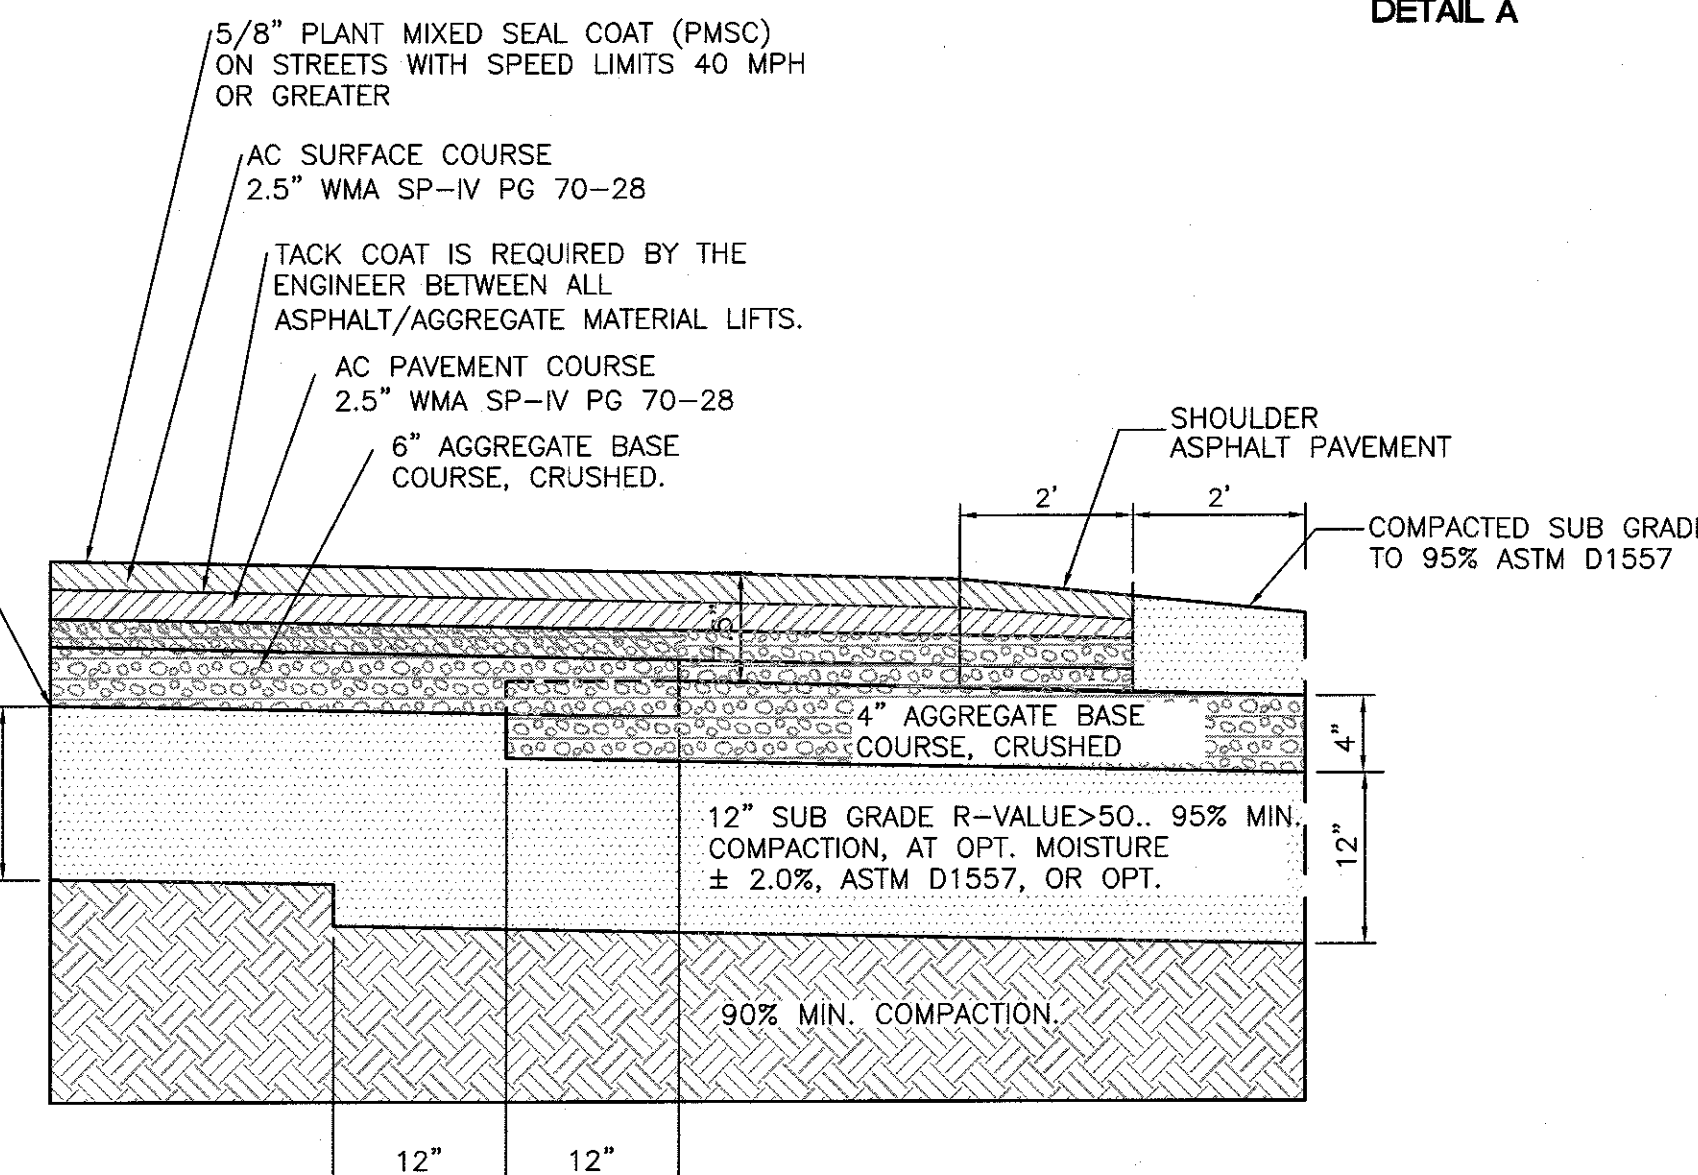 DETAIL A
5/8" PLANT MIXED SEAL COAT (PMSC)
ON STREETS WITH SPEED LIMITS 40 MPH
OR GREATER
AC SURFACE COURSE
2.5" WMA SP-IV PG 70-28
TACK COAT IS REQUIRED BY THE
ENGINEER BETWEEN ALL
ASPHALT/AGGREGATE MATERIAL LIFTS.
AC PAVEMENT COURSE
2.5" WMA SP-IV PG 70-28
6" AGGREGATE BASE
COURSE, CRUSHED.
SHOULDER
ASPHALT PAVEMENT
2'
2'
COMPACTED SUB
TO 95% ASTM D1557
4" AGGREGATE BASE
COURSE, CRUSHED
4"
12" SUB GRADE R-VALUE>50.. 95% MIN.
COMPACTION, AT OPT. MOISTURE
± 2.0%, ASTM D1557, OR OPT.
12"
90% MIN. COMPACTION.
12"
12"